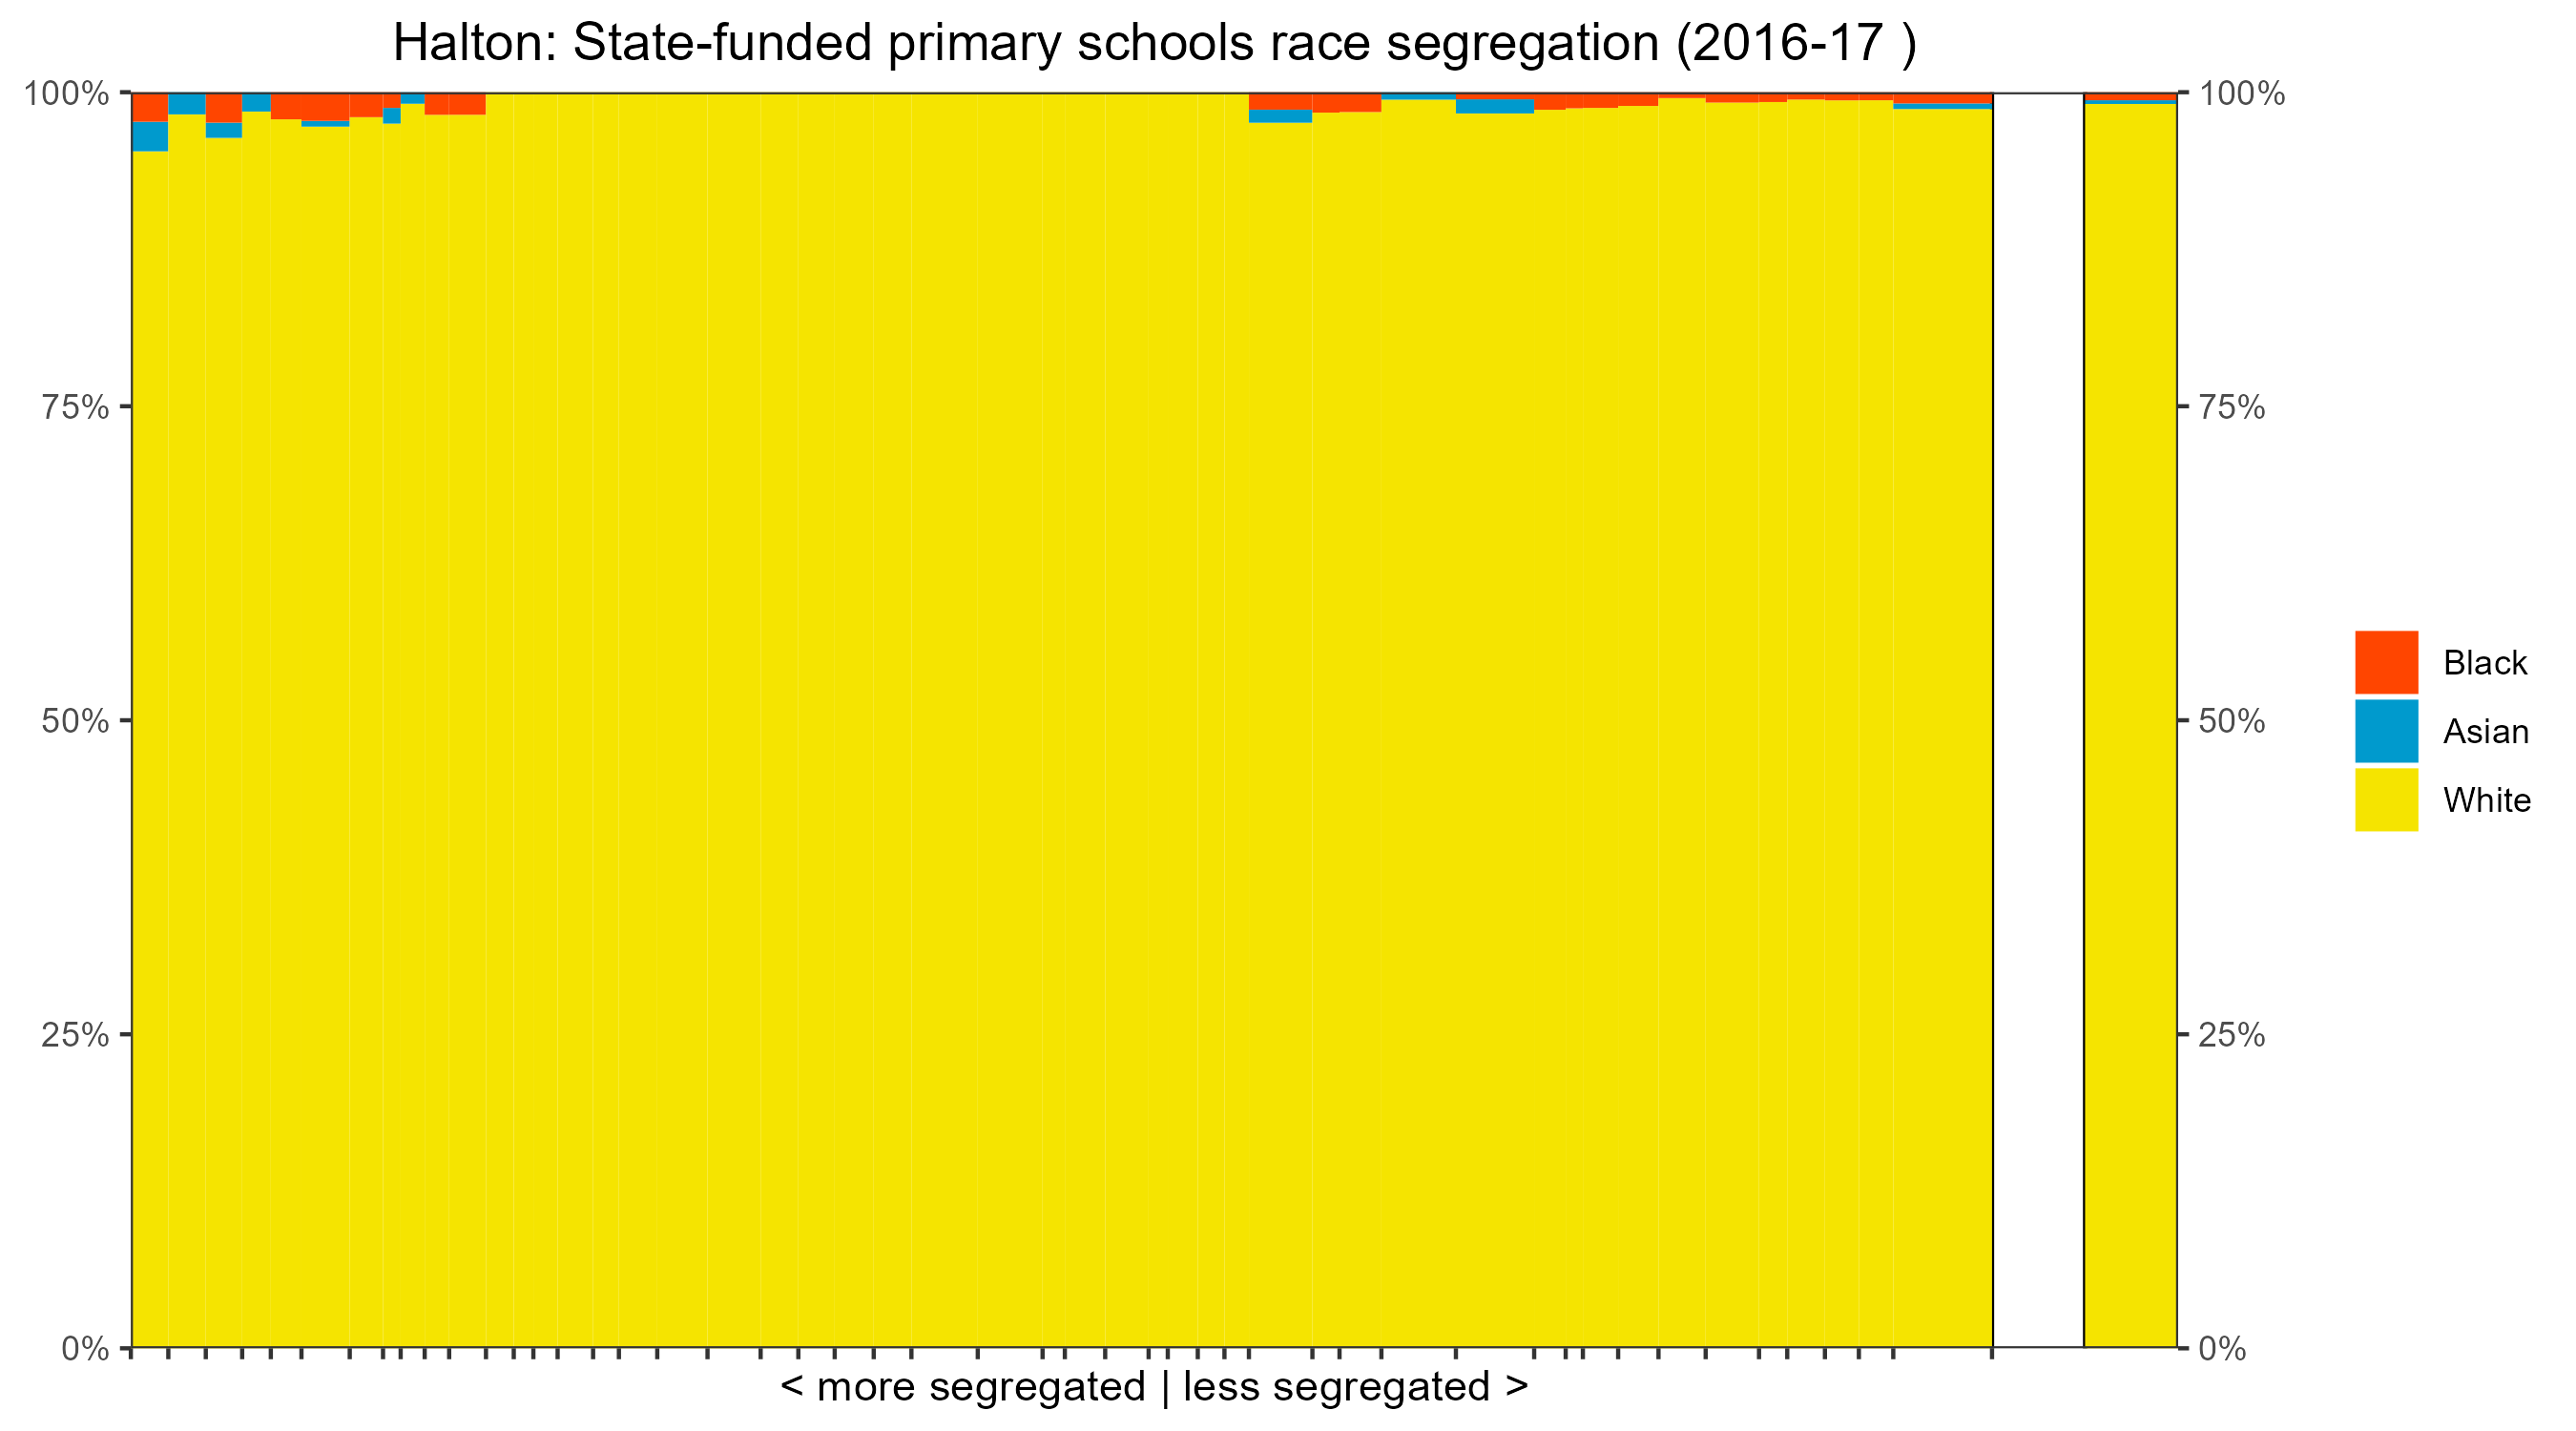 Halton: State-funded primary schools race segregation (2016-17 )
100%
75%
50%
25%
0%
100%
75%
50%
25%
0%
Black
Asian
White
< more segregated | less segregated >